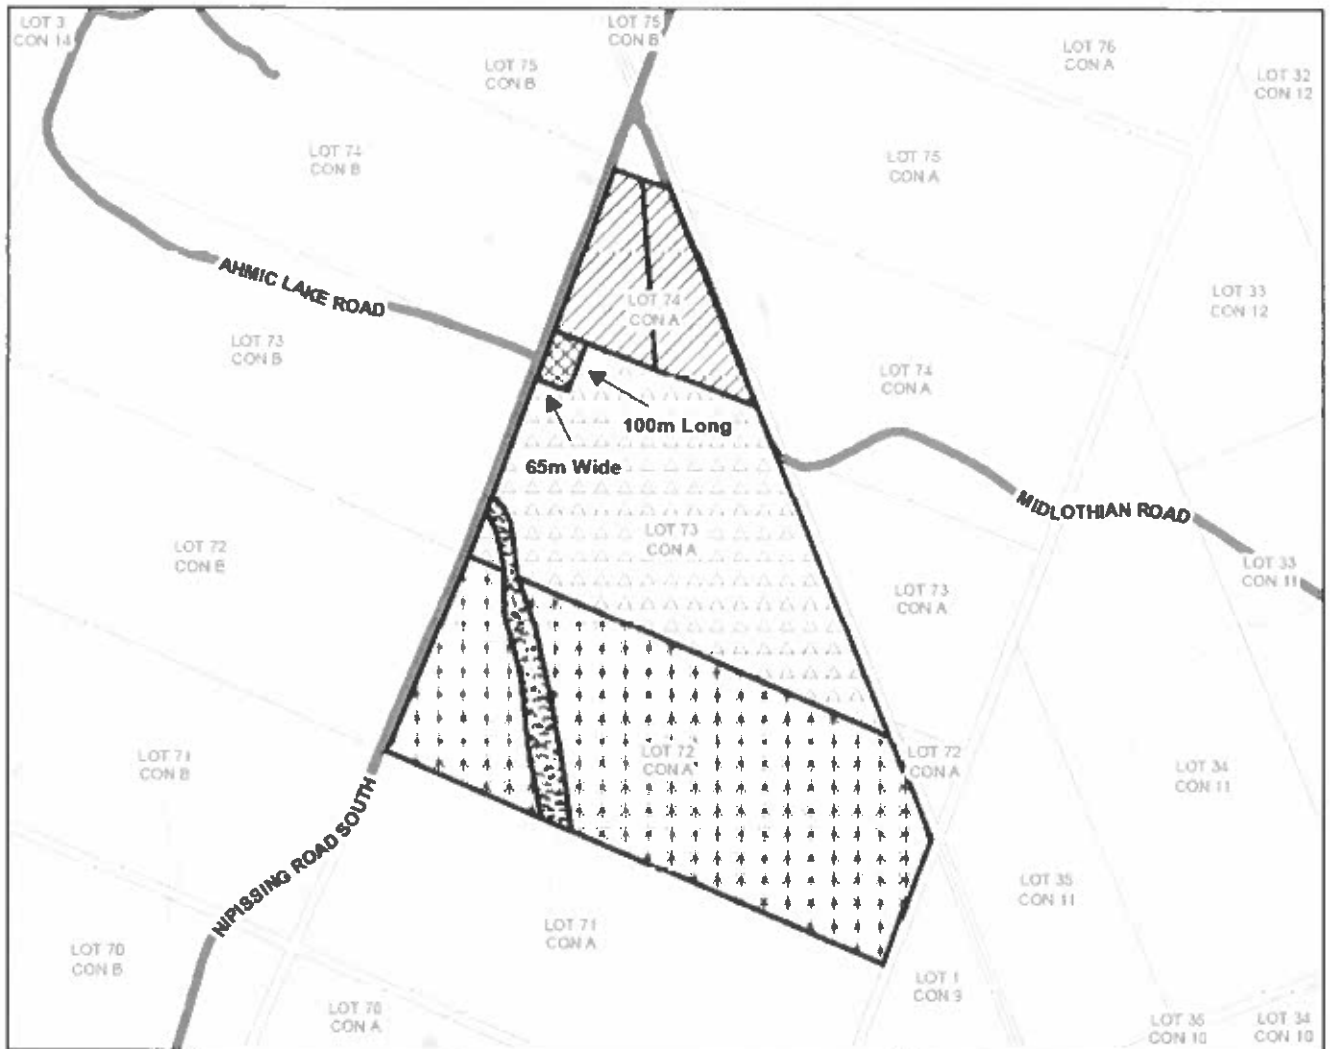 LOT 3
CON 14
LOT 75
CON B
LOT 75
CON B
LOT 76
CON A
LOT 32
CON 12
LOT 74
CON B
LOT 75
CON A
AHMIC LAKE ROAD
LOT 74
CON A
LOT 33
CON 12
LOT 73
CON B
LOT 74
CON A
100m Long
65m Wide
MIDLOTHIAN ROAD
LOT 73
CON A
LOT 72
CON B
LOT 33
CON 11
LOT 73
CON A
LOT 71
CON B
LOT 72
CON A
LOT 72
CON A
LOT 34
CON 11
NIPISSING ROAD SOUTH
LOT 35
CON 11
LOT 71
CON A
LOT 70
CON B
LOT 1
CON 9
LOT 70
CON A
LOT 35
CON 10
LOT 34
CON 10